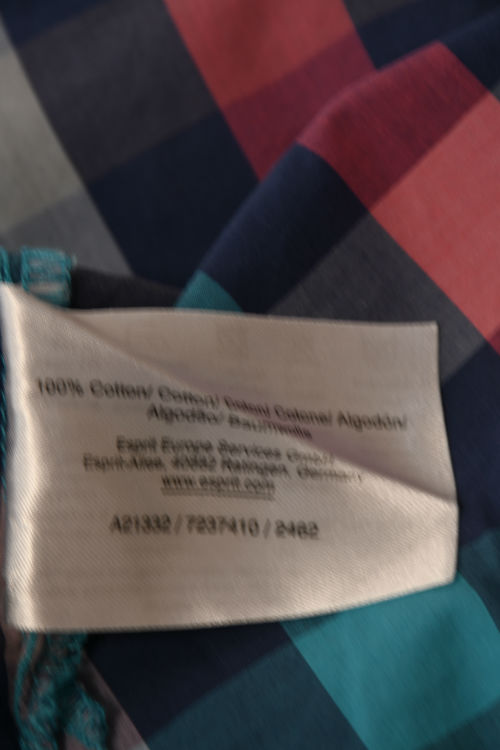 100% Cotton/ Cotton/ Coton/ Cotone/ Algodón/
Algodão/ Baumwolle
Esprit Europe Services GmbH
Esprit-Allee, 40882 Ratingen, Germany
www.esprit.com
A21332 / 7237410 / 2462